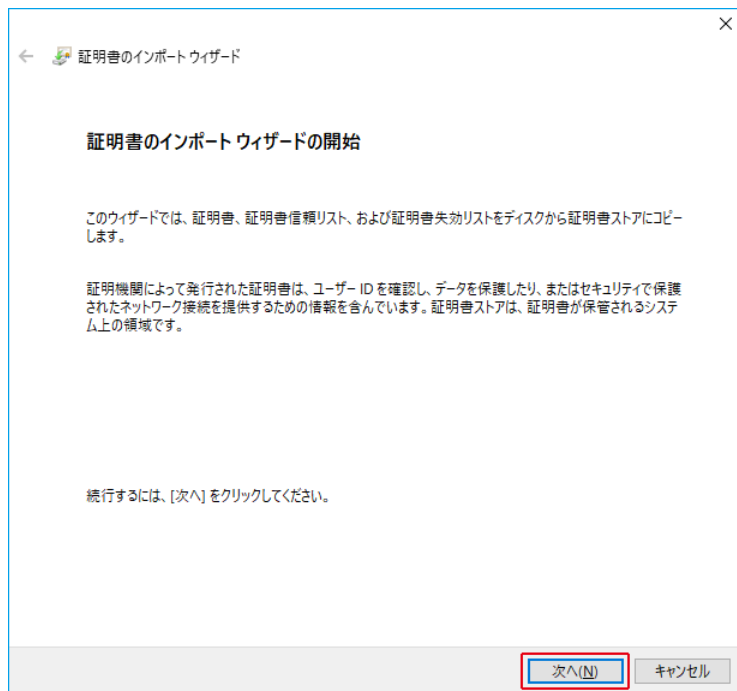 証明書のインポート ウィザード
証明書のインポート ウィザードの開始
このウィザードでは、証明書、証明書信頼リスト、および証明書失効リストをディスクから証明書ストアにコピー
します。
証明機関によって発行された証明書は、ユーザー ID を確認し、データを保護したり、またはセキュリティで保護
されたネットワーク接続を提供するための情報を含んでいます。証明書ストアは、証明書が保管されるシステ
ム上の領域です。
続行するには、[次へ] をクリックしてください。
次へ(N)
キャンセル